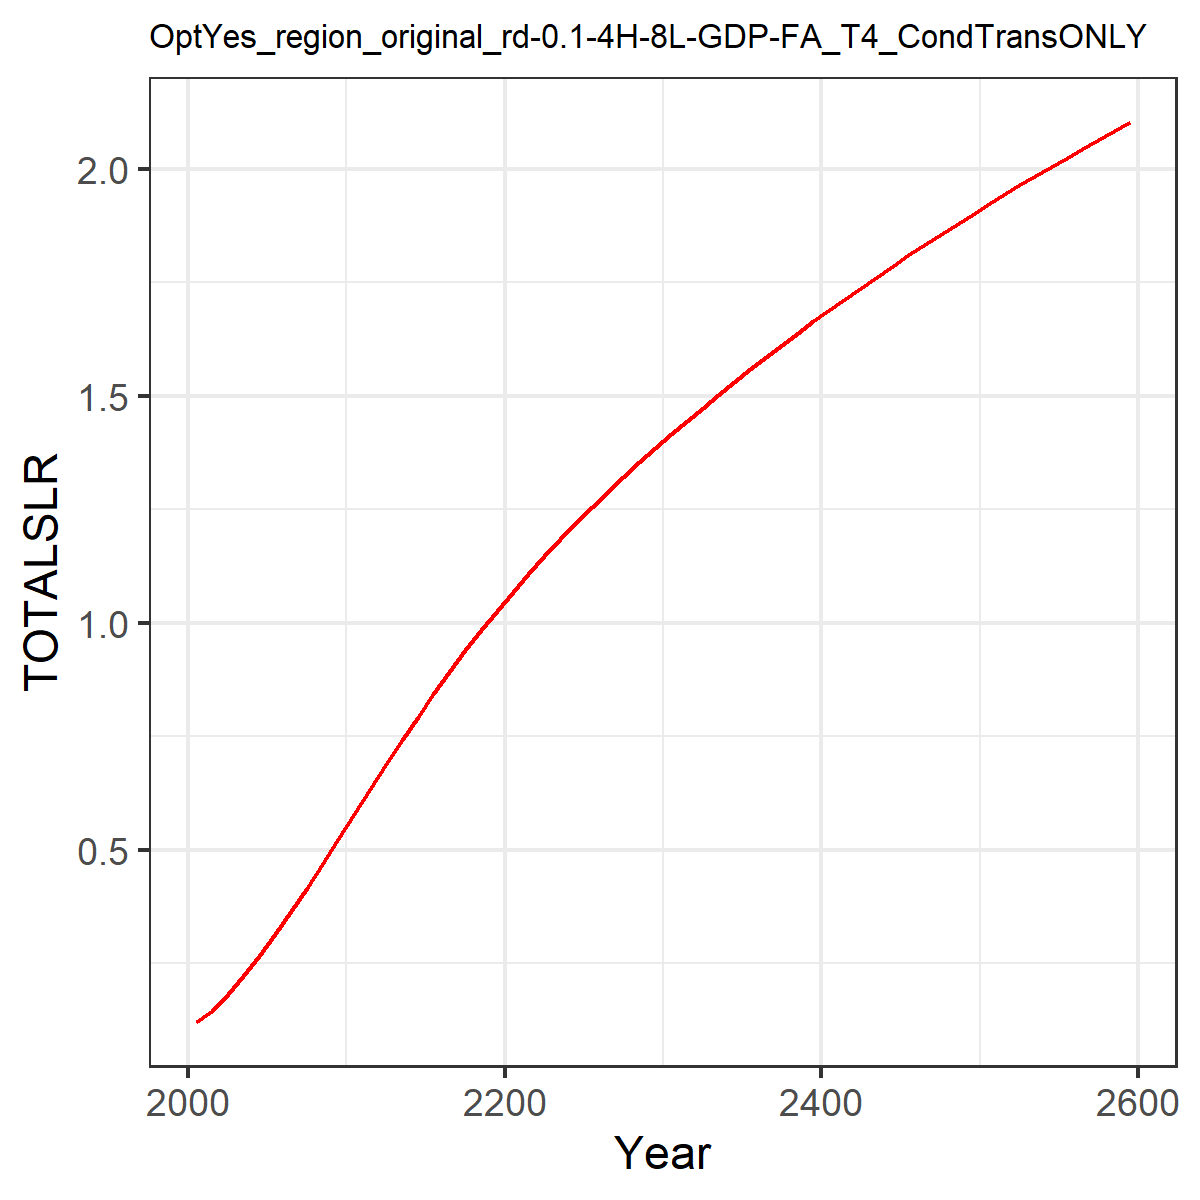 OptYes_region_original_rd-0.1-4H-8L-GDP-FA_T4_CondTransONLY
TOTALSLR
2.0
1.5
1.0
0.5
2000 2200 2400 2600
Year